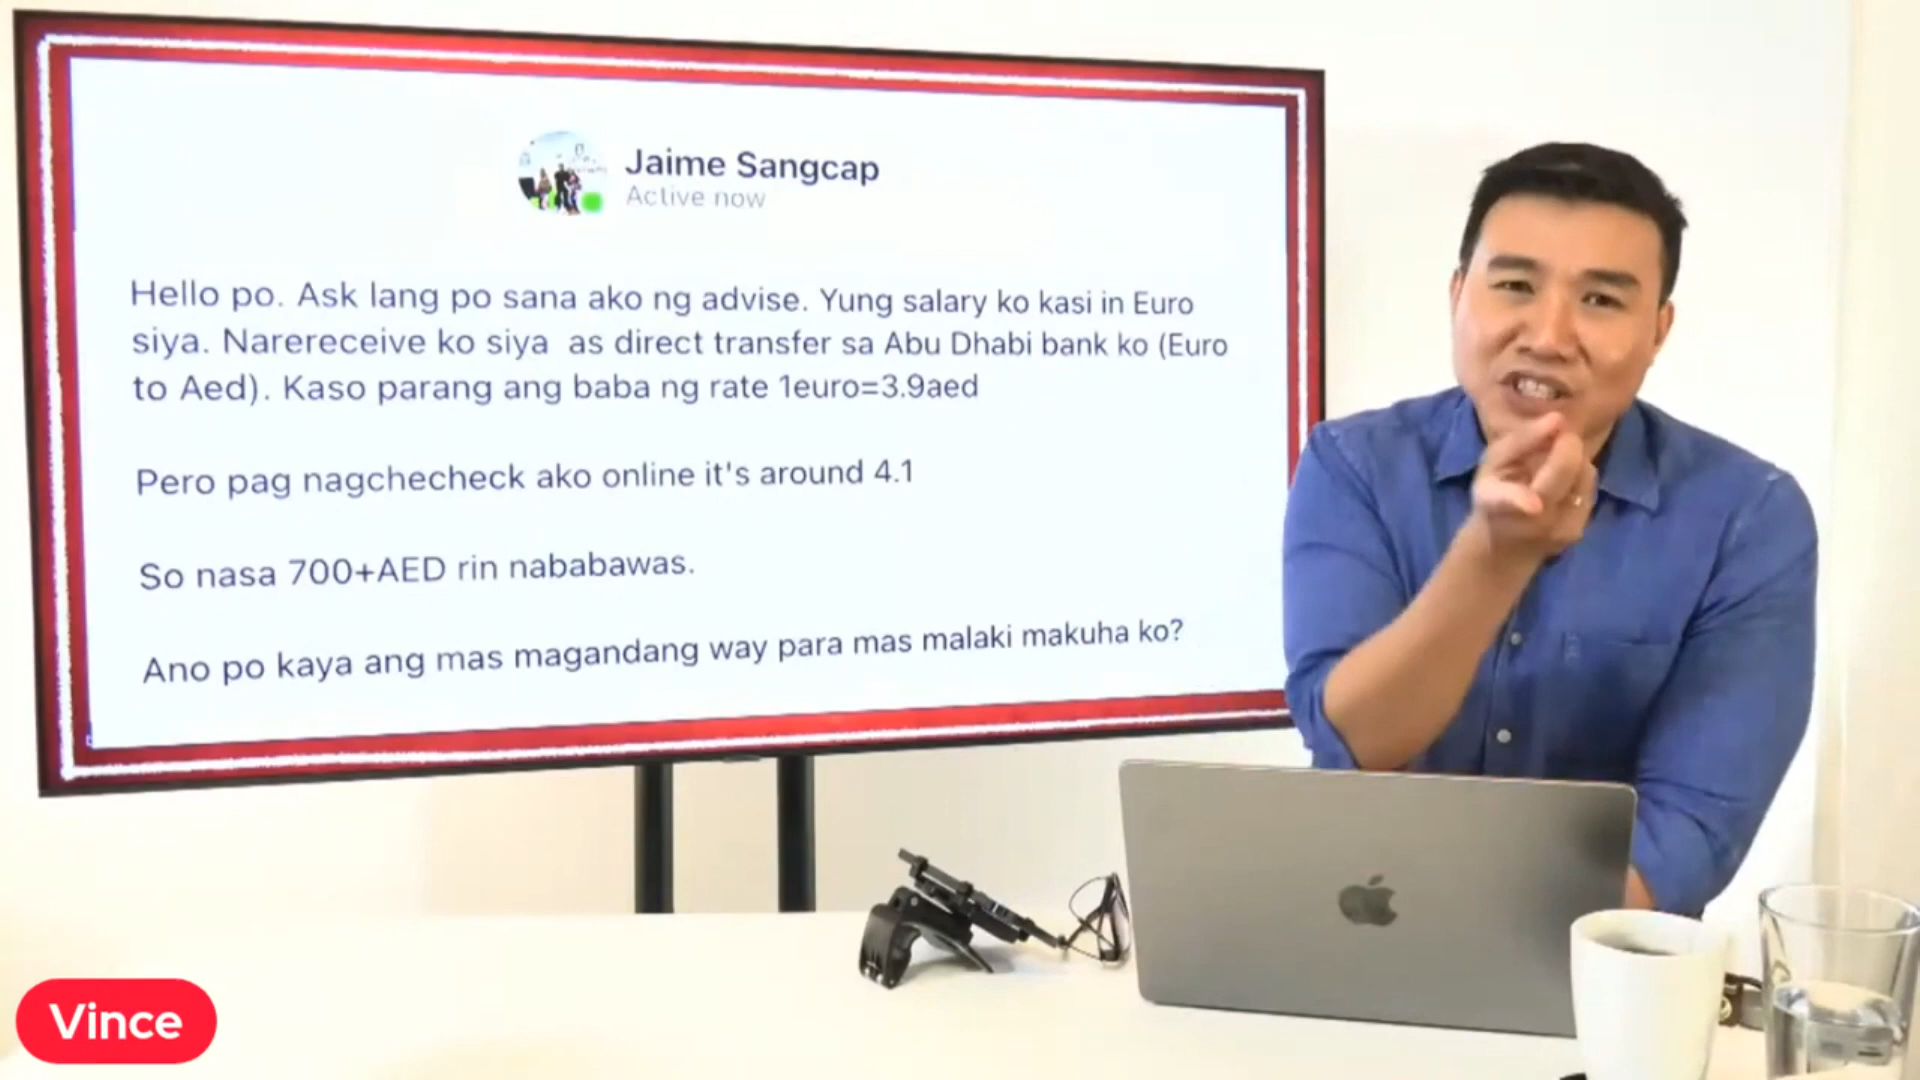 Jaime Sangcap
Active now
Hello po. Ask lang po sana ako ng advise. Yung salary ko kasi in Euro
siya. Narereceive ko siya as direct transfer sa Abu Dhabi bank ko (Euro
to Aed). Kaso parang ang baba ng rate 1euro=3.9aed
Pero pag nagchecheck ako online it's around 4.1
So nasa 700+AED rin nababawas.
Ano po kaya ang mas magandang way para mas malaki makuha ko?
Vince